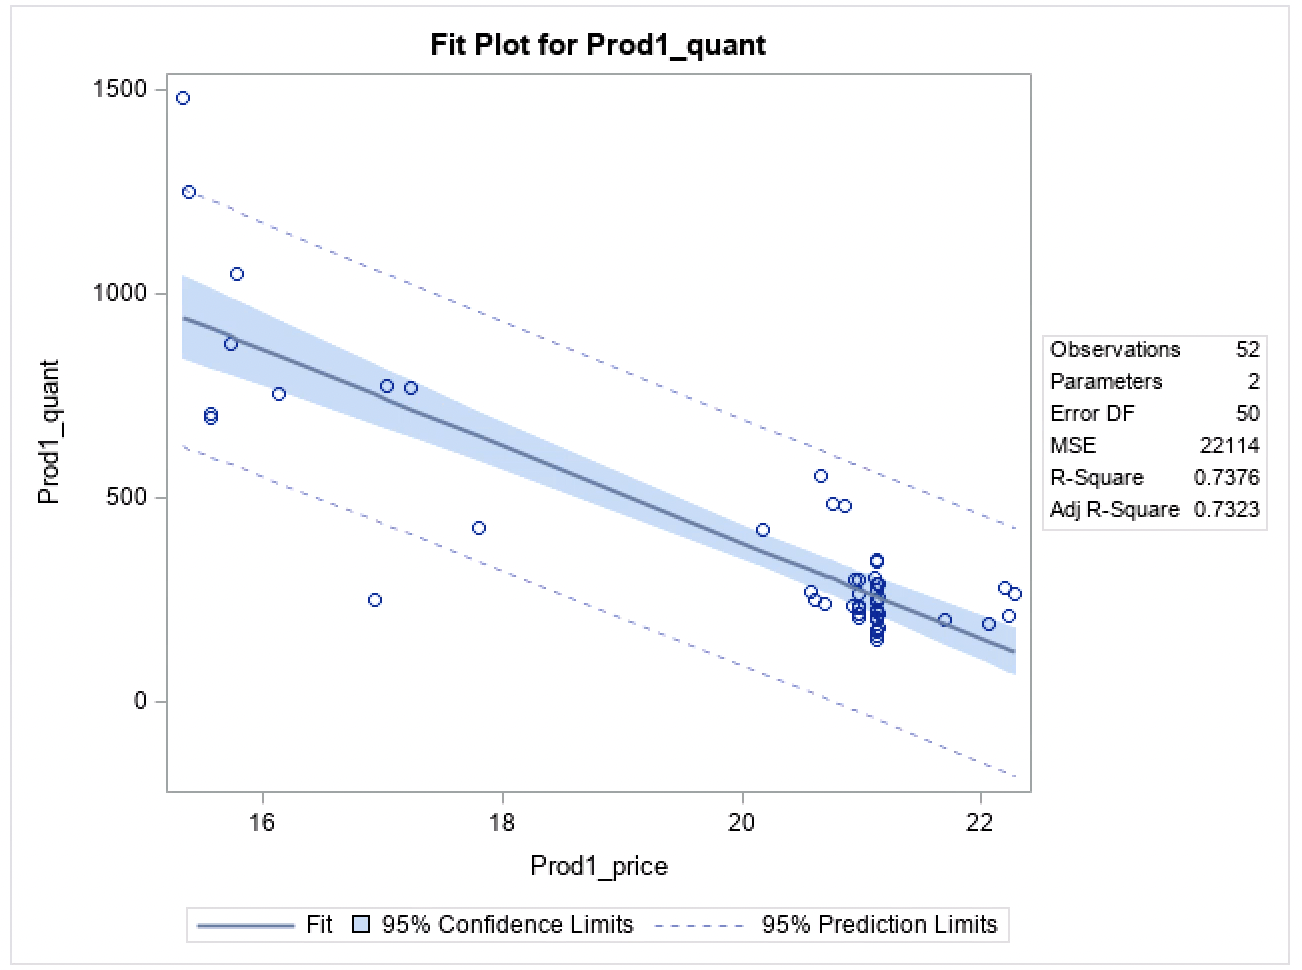 Fit Plot for Prod1_quant
1500
1000
500
0
Prod1_quant
16 18 20 22
Prod1_price
Observations 52
Parameters 2
Error DF 50
MSE 22114
R-Square 0.7376
Adj R-Square 0.7323
Fit 95% Confidence Limits 95% Prediction Limits